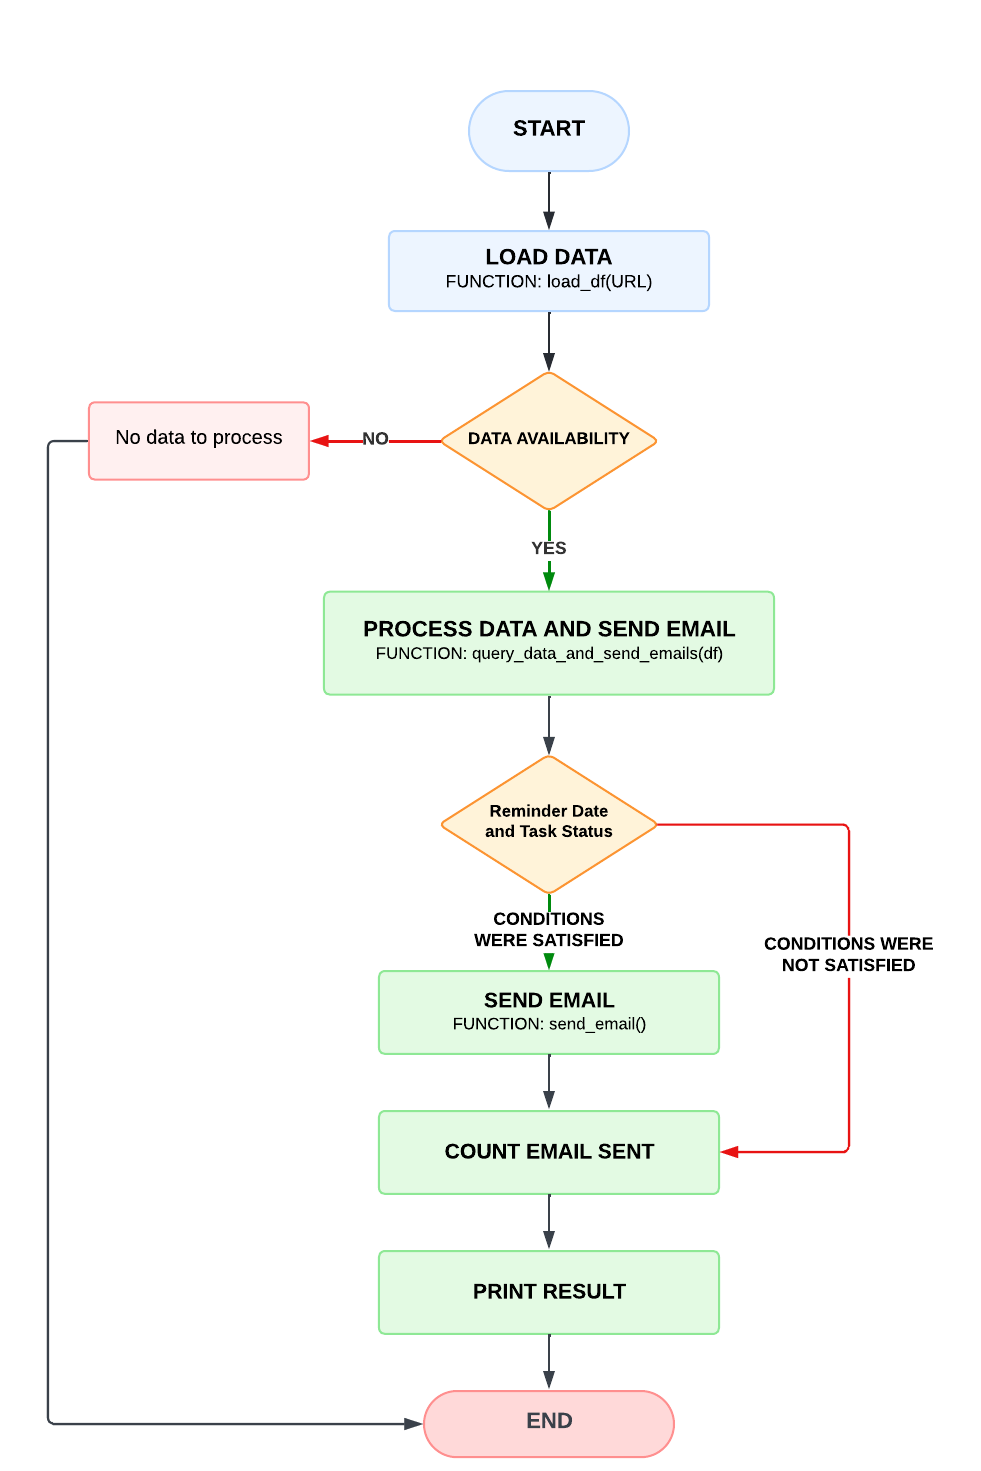 START
LOAD DATA
FUNCTION: load_df(URL)
DATA AVAILABILITY
NO
No data to process
YES
PROCESS DATA AND SEND EMAIL
FUNCTION: query_data_and_send_emails(df)
Reminder Date
and Task Status
CONDITIONS
WERE SATISFIED
CONDITIONS WERE
NOT SATISFIED
SEND EMAIL
FUNCTION: send_email()
COUNT EMAIL SENT
PRINT RESULT
END